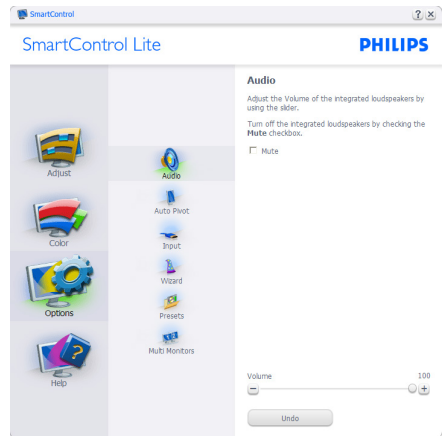 SmartControl
SmartControl Lite
PHILIPS
Adjust
Color
Options
Help
Audio
Auto Pivot
Input
Wizard
Presets
Multi Monitors
Audio
Adjust the Volume of the integrated loudspeakers by
using the slider.
Turn off the integrated loudspeakers by checking the
Mute checkbox.
Mute
Volume 100
Undo